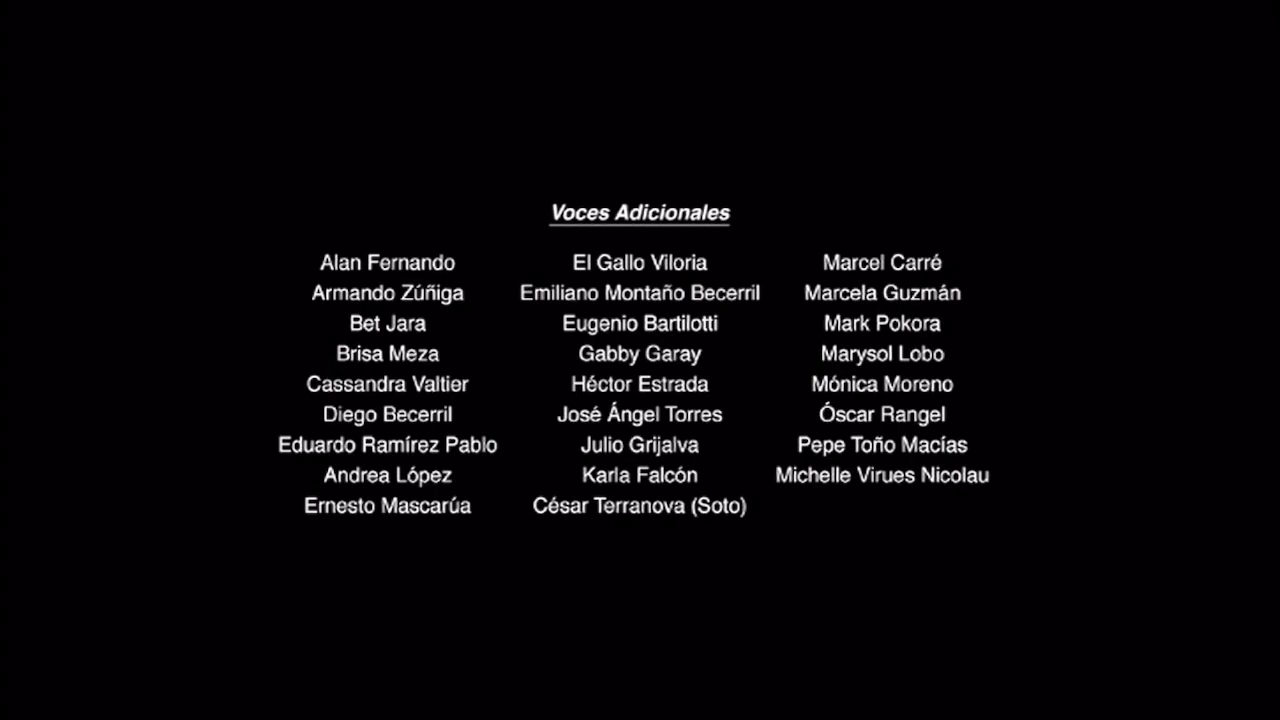 Voces Adicionales
Alan Fernando
Armando Zúñiga
Bet Jara
Brisa Meza
Cassandra Valtier
Diego Becerril
Eduardo Ramírez Pablo
Andrea López
Ernesto Mascarúa
El Gallo Viloria
Emiliano Montaño Becerril
Eugenio Bartilotti
Gabby Garay
Héctor Estrada
José Ángel Torres
Julio Grijalva
Karla Falcón
César Terranova (Soto)
Marcel Carré
Marcela Guzmán
Mark Pokora
Marysol Lobo
Mónica Moreno
Óscar Rangel
Pepe Toño Macías
Michelle Virues Nicolau